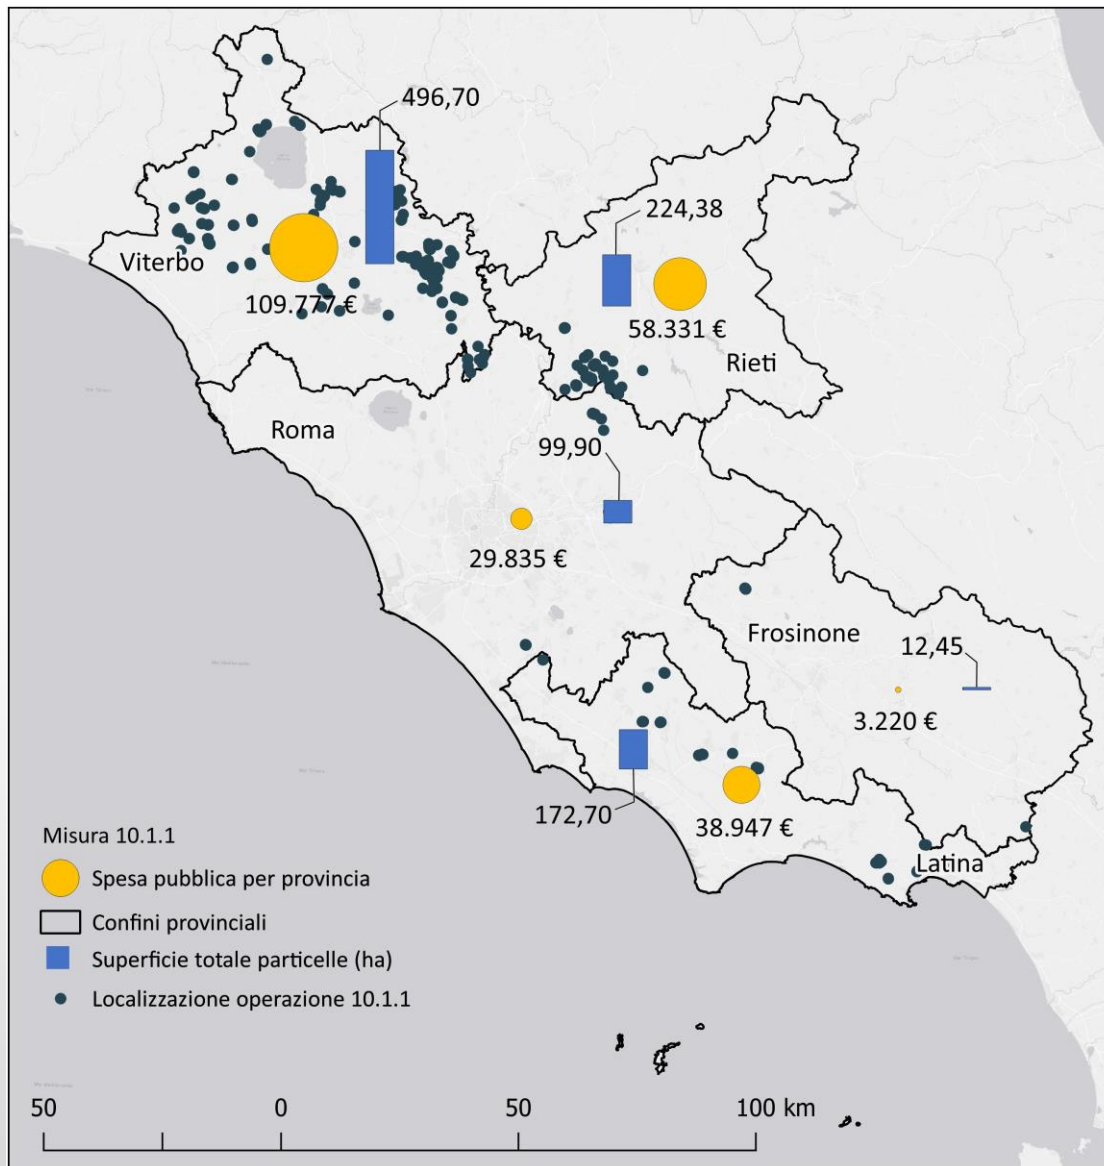 496,70
224,38
Viterbo
109.777 €
58.331 €
Rieti
Roma
99,90
29.835 €
Frosinone
12,45
3.220 €
172,70
38.947 €
Latina
Misura 10.1.1
Spesa pubblica per provincia
Confini provinciali
Superficie totale particelle (ha)
Localizzazione operazione 10.1.1
50 0 50 100 km